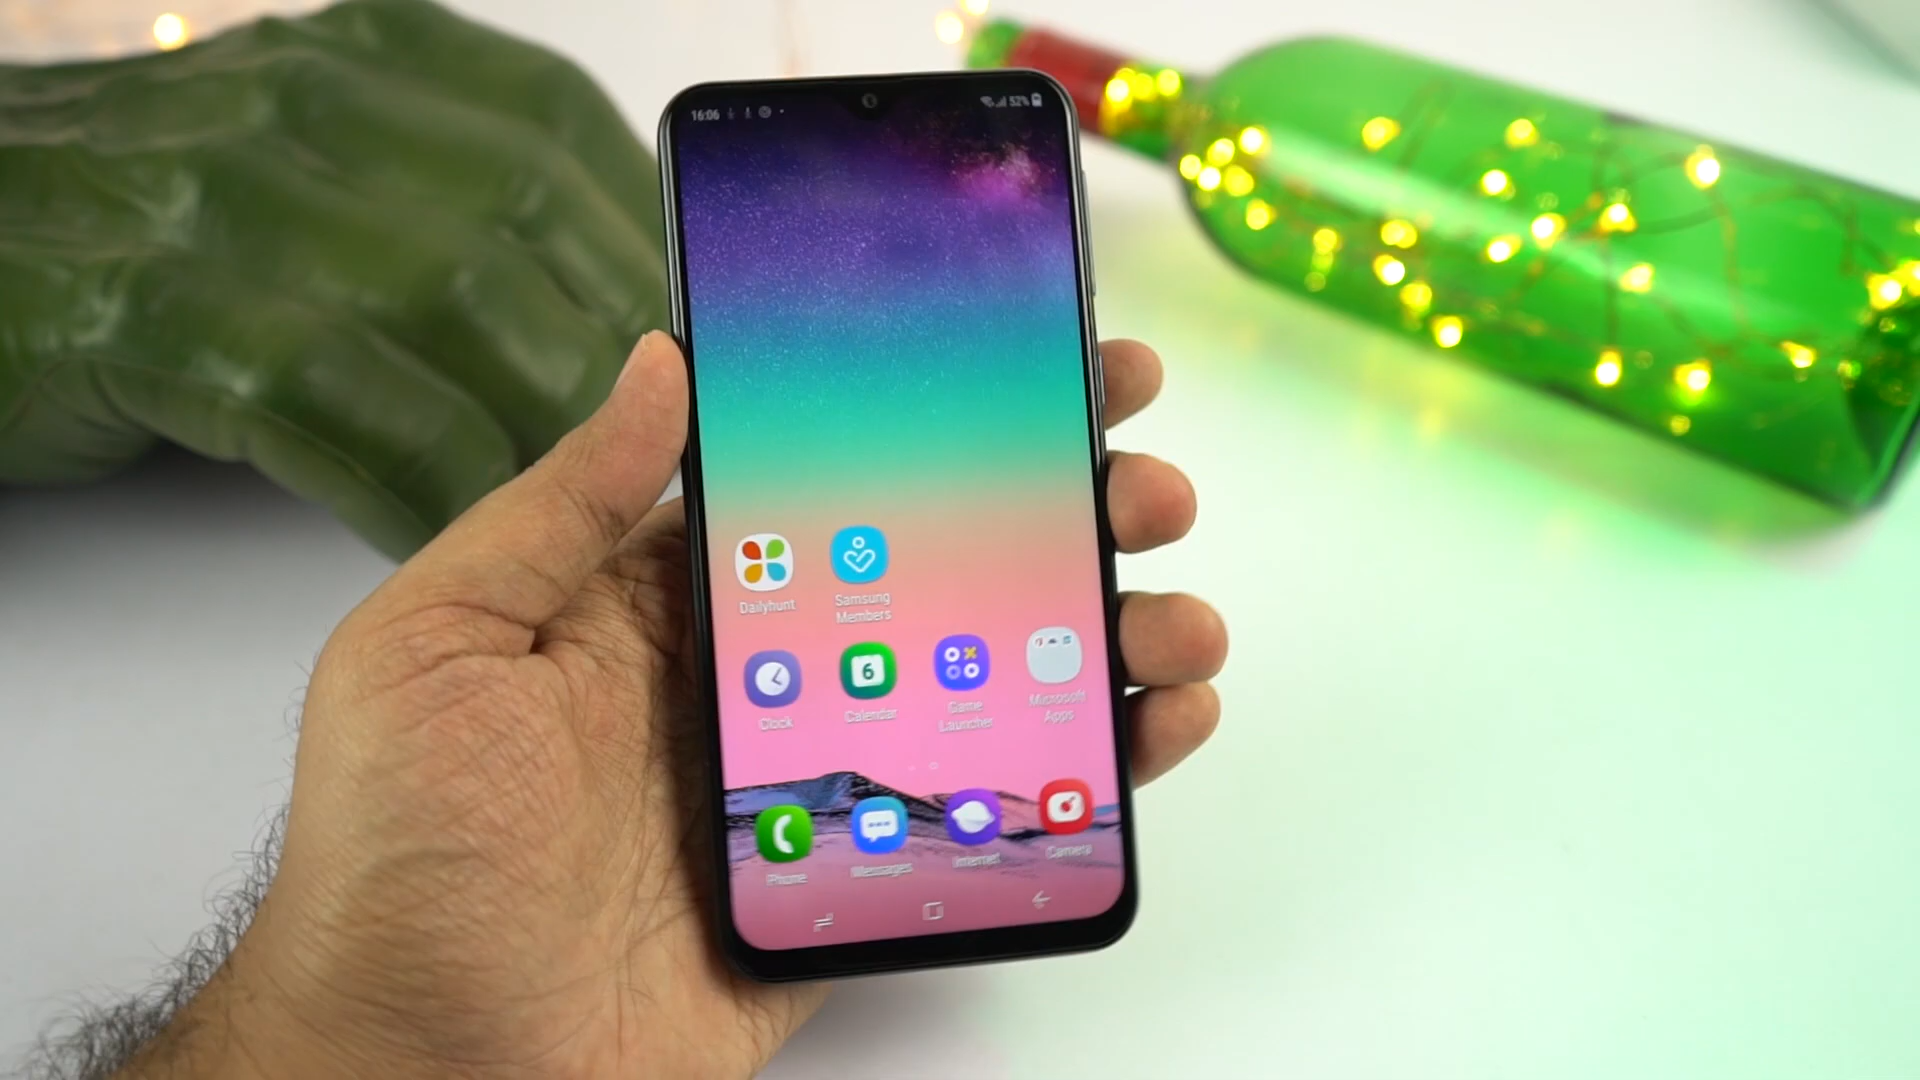 16:06
52%
Dailyhunt
Samsung
Members
Clock
6
Calendar
Game
Launcher
Microsoft
Apps
Phone
Messages
Internet
Camera